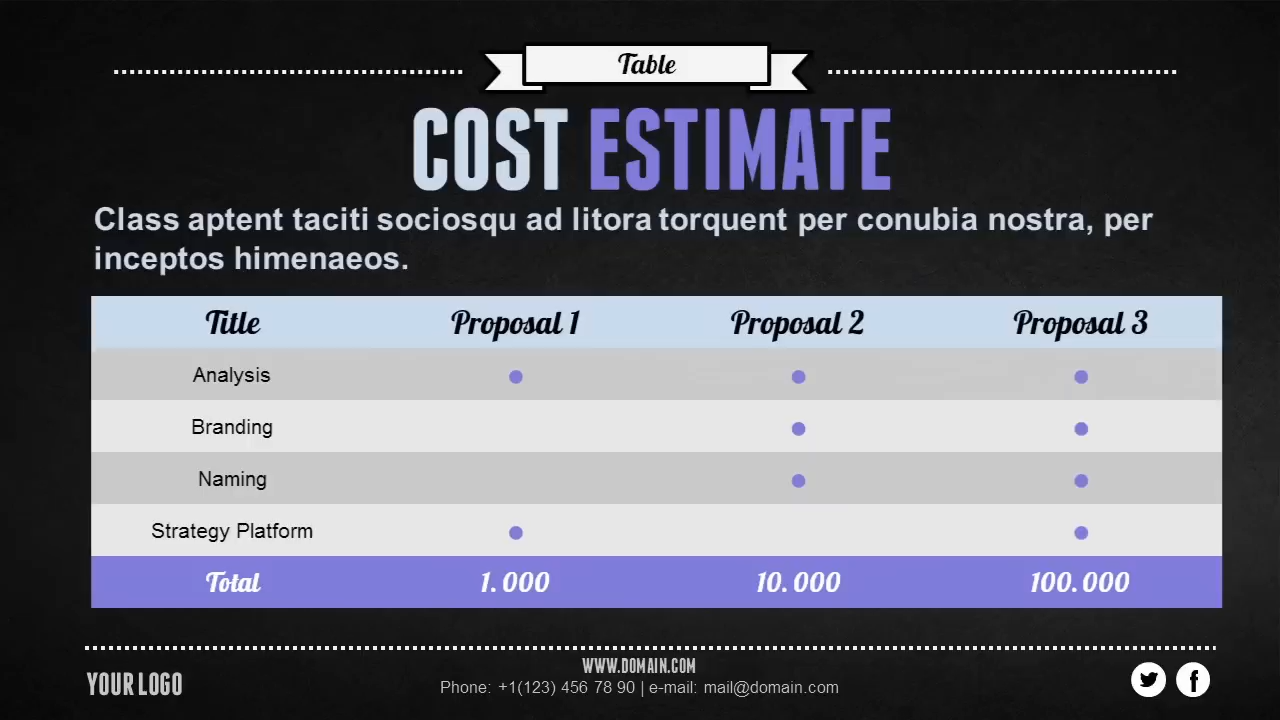 Table
COST ESTIMATE
Class aptent taciti sociosqu ad litora torquent per conubia nostra, per
inceptos himenaeos.
Title Proposal 1 Proposal 2 Proposal 3
Analysis
Branding
Naming
Strategy Platform
Total 1.000 10.000 100.000
WWW.DOMAIN.COM
YOUR LOGO
Phone: +1(123) 456 78 90 | e-mail: mail@domain.com